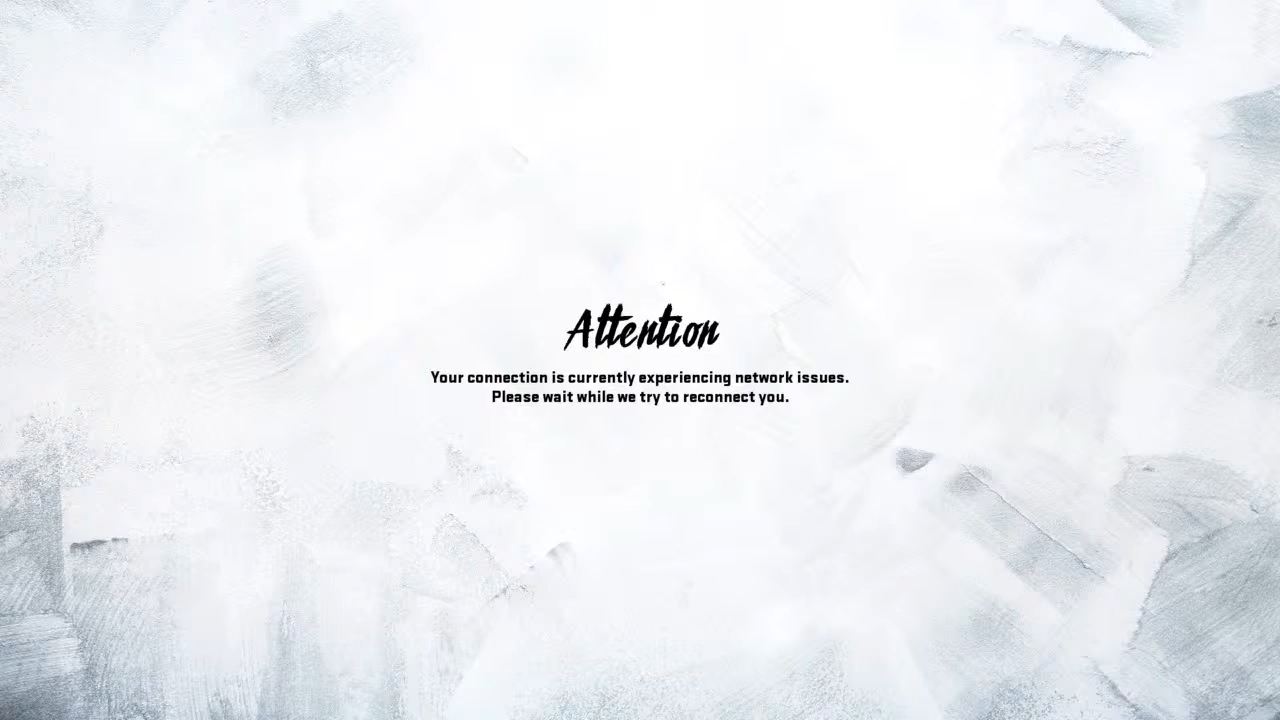 Attention
Your connection is currently experiencing network issues.
Please wait while we try to reconnect you.